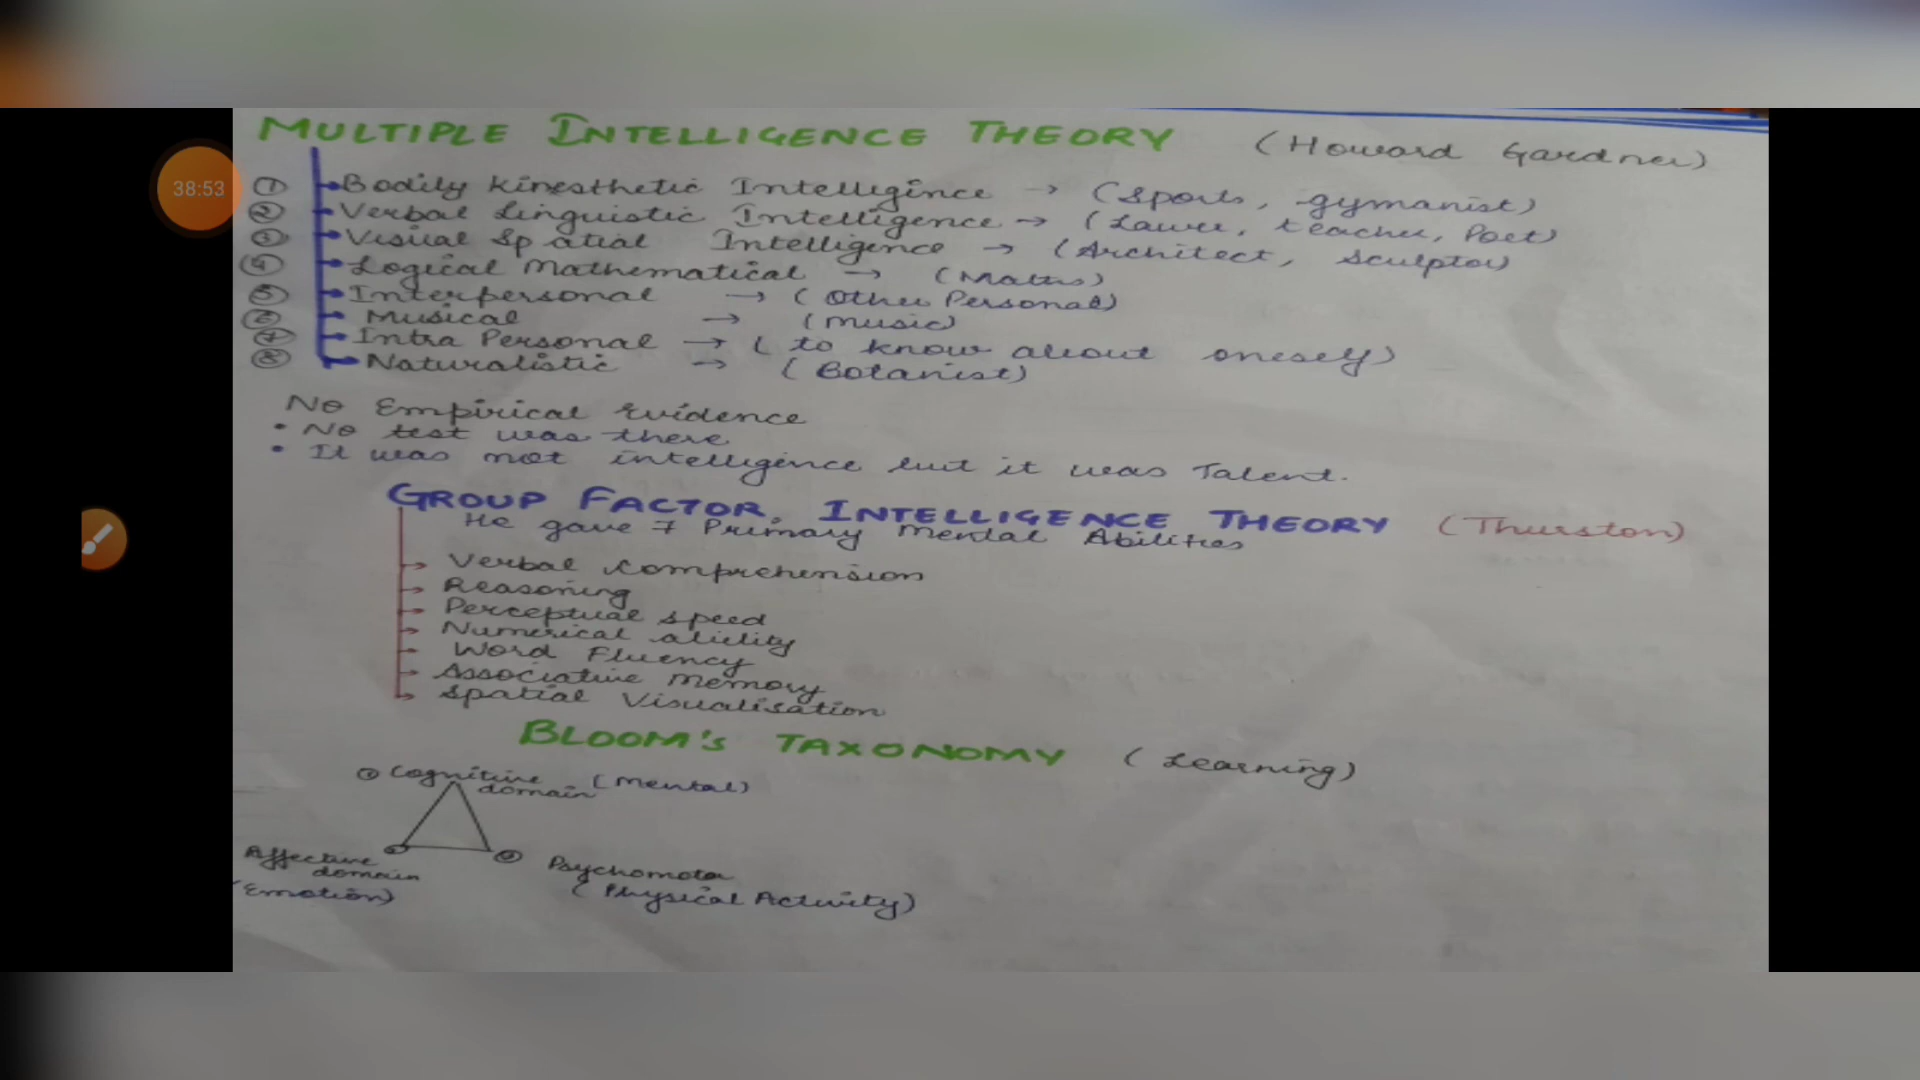 MULTIPLE INTELLIGENCE THEORY (Howard Gardner)
38:53
① Bodily Kinesthetic Intelligence → (Sports, gymanist)
② Verbal Linguistic Intelligence → (Lawer, teacher, Poet)
③ Visual Spatial Intelligence → (Architect, Sculptor)
④ Logical Mathematical → (Maths)
⑤ Interpersonal → (Other Personal)
⑥ Musical → (music)
⑦ Intra Personal → (to know about oneself)
⑧ Naturalistic → (Botanist)
No Empirical Evidence
• No test was there
• It was not intelligence but it was Talent.
GROUP FACTOR. INTELLIGENCE THEORY (Thurston)
He gave 7 Primary Mental Abilities
→ Verbal Comprehension
→ Reasoning
→ Perceptual speed
→ Numerical ability
→ Word Fluency
→ Associative Memory
→ Spatial Visualisation
BLOOM'S TAXONOMY (Learning)
① Cognitive domain (Mental)
Affective domain (Emotion)
② Psychomotor (Physical Activity)